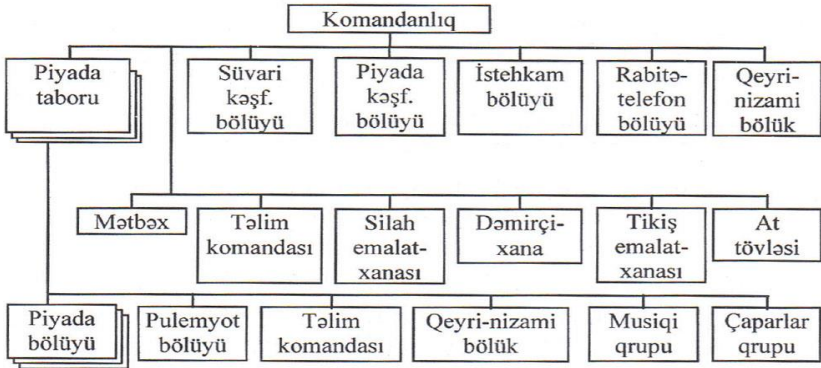 Komandanlıq
Piyada
taboru
Süvari
kəşf.
bölüyü
Piyada
kəşf.
bölüyü
İstehkam
bölüyü
Rabitə-
telefon
bölüyü
Qeyri-
nizami
bölük
Mətbəx
Təlim
komandası
Silah
emalat-
xanası
Dəmirçi-
xana
Tikiş
emalat-
xanası
At
tövləsi
Piyada
bölüyü
Pulemyot
bölüyü
Təlim
komandası
Qeyri-nizami
bölük
Musiqi
qrupu
Çaparlar
qrupu